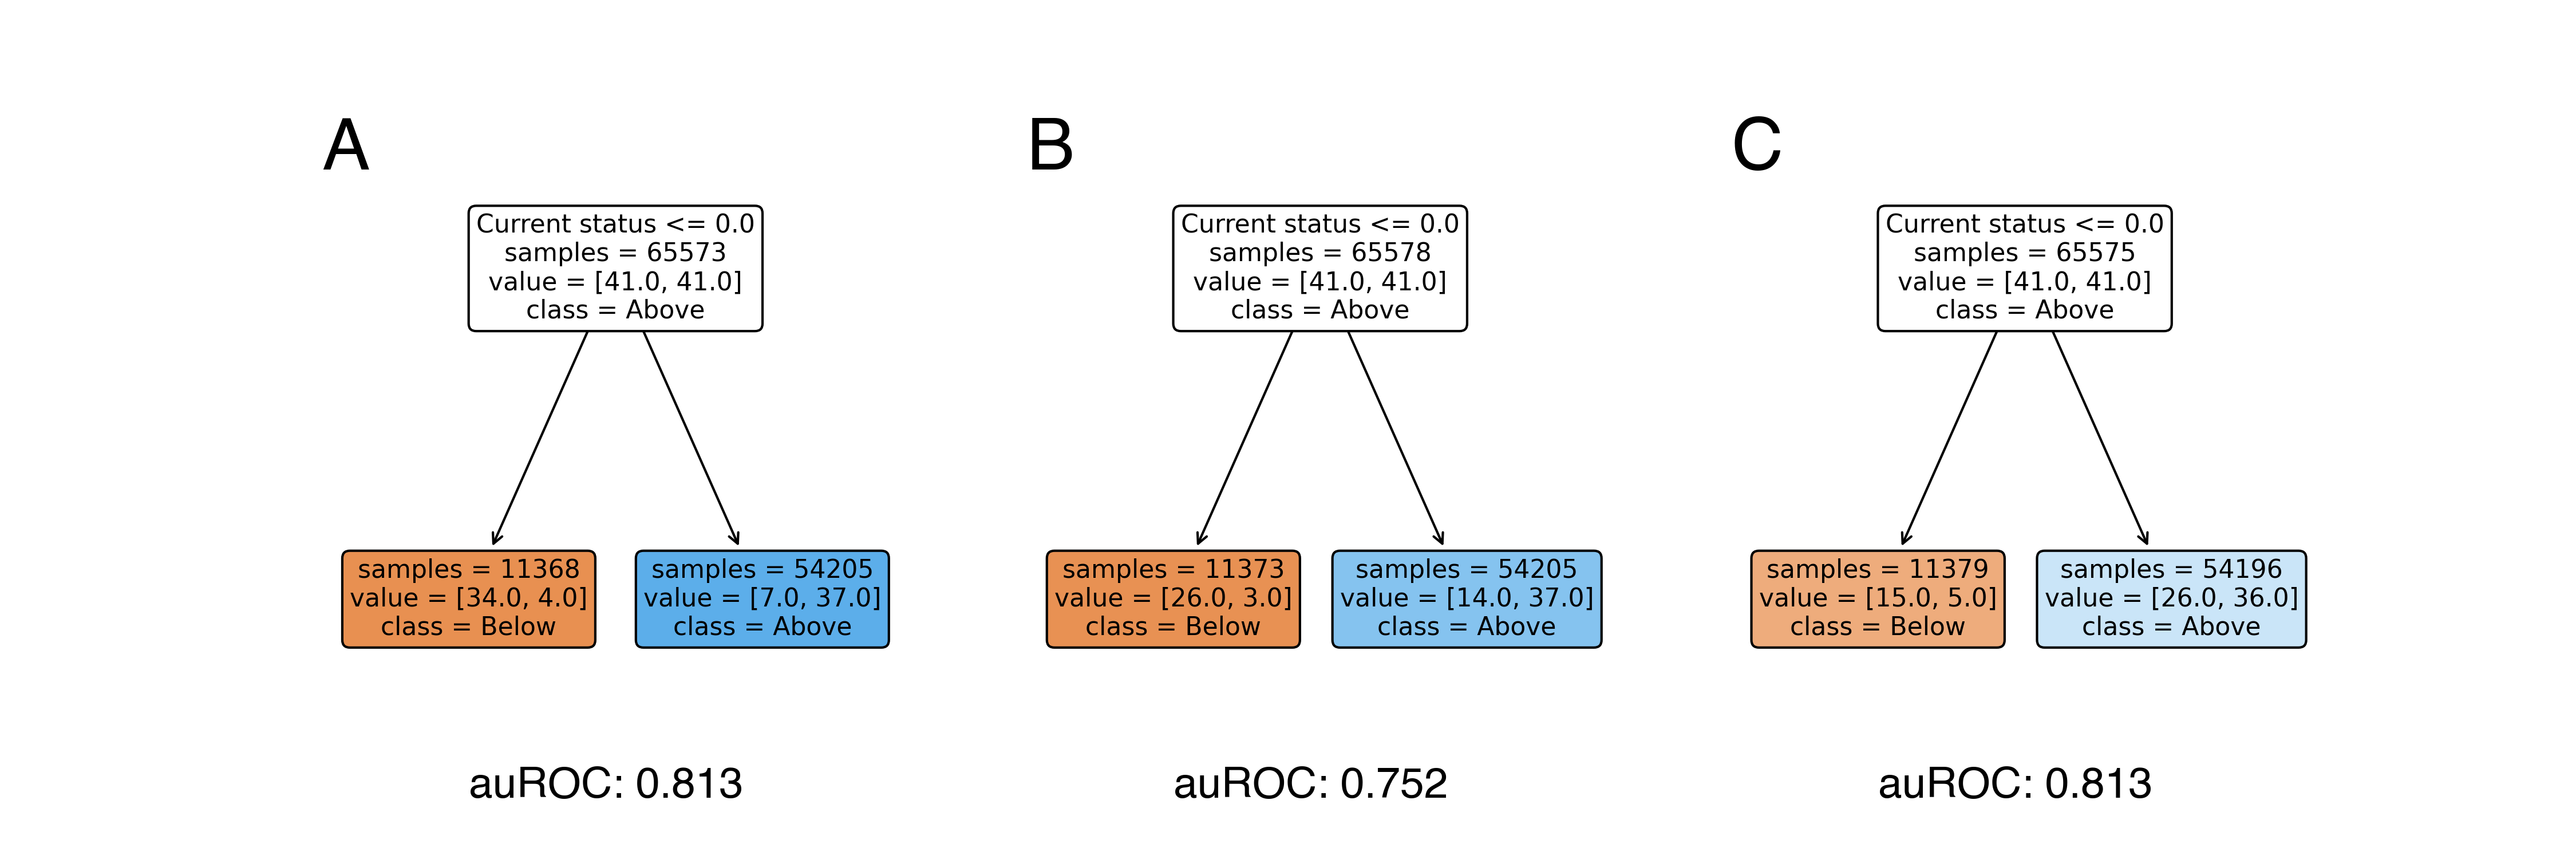 A
Current status <= 0.0
samples = 65573
value = [41.0, 41.0]
class = Above
samples = 11368
value = [34.0, 4.0]
class = Below
samples = 54205
value = [7.0, 37.0]
class = Above
auROC: 0.813
B
Current status <= 0.0
samples = 65578
value = [41.0, 41.0]
class = Above
samples = 11373
value = [26.0, 3.0]
class = Below
samples = 54205
value = [14.0, 37.0]
class = Above
auROC: 0.752
C
Current status <= 0.0
samples = 65575
value = [41.0, 41.0]
class = Above
samples = 11379
value = [15.0, 5.0]
class = Below
samples = 54196
value = [26.0, 36.0]
class = Above
auROC: 0.813